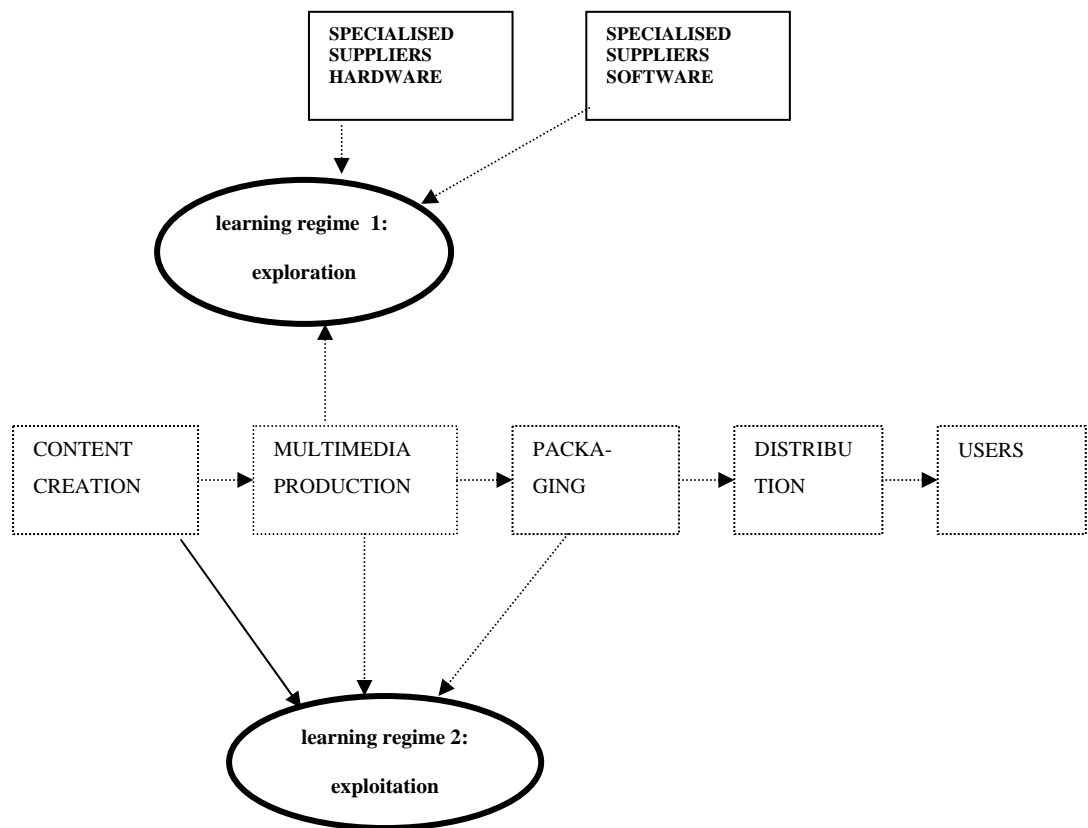 SPECIALISED
SUPPLIERS
HARDWARE
SPECIALISED
SUPPLIERS
SOFTWARE
learning regime 1:
exploration
CONTENT
CREATION
MULTIMEDIA
PRODUCTION
PACKA-
GING
DISTRIBU
TION
USERS
learning regime 2:
exploitation